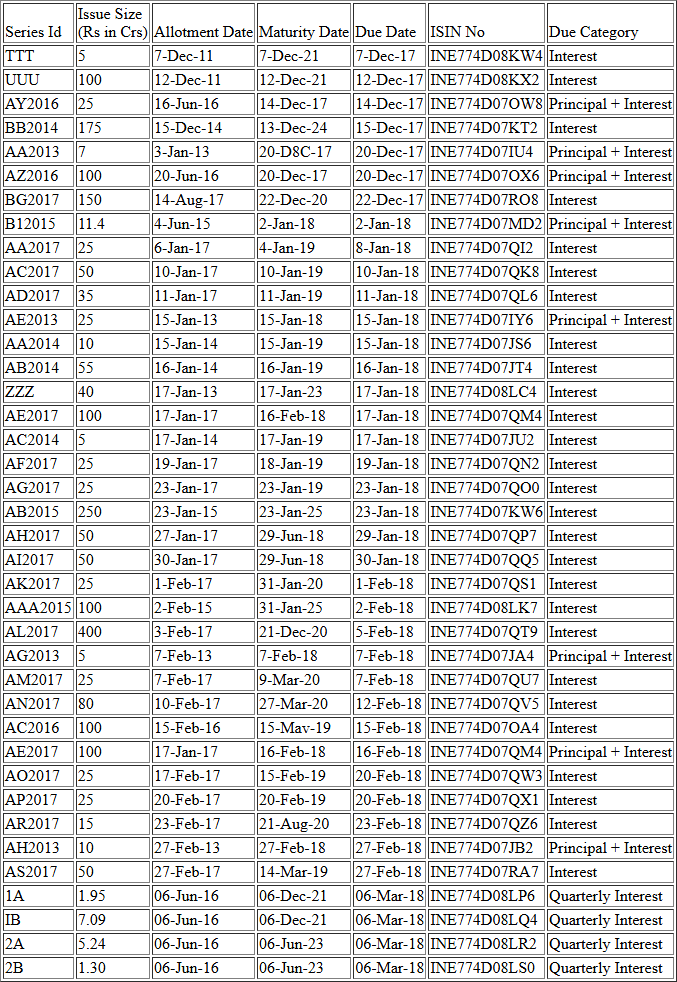 Series Id Issue Size (Rs in Crs) Allotment Date Maturity Date Due Date ISIN No Due Category
TTT 5 7-Dec-11 7-Dec-21 7-Dec-17 INE774D08KW4 Interest
UUU 100 12-Dec-11 12-Dec-21 12-Dec-17 INE774D08KX2 Interest
AY2016 25 16-Jun-16 14-Dec-17 14-Dec-17 INE774D07OW8 Principal + Interest
BB2014 175 15-Dec-14 13-Dec-24 15-Dec-17 INE774D07KT2 Interest
AA2013 7 3-Jan-13 20-D8C-17 20-Dec-17 INE774D07IU4 Principal + Interest
AZ2016 100 20-Jun-16 20-Dec-17 20-Dec-17 INE774D07OX6 Principal + Interest
BG2017 150 14-Aug-17 22-Dec-20 22-Dec-17 INE774D07RO8 Interest
B12015 11.4 4-Jun-15 2-Jan-18 2-Jan-18 INE774D07MD2 Principal + Interest
AA2017 25 6-Jan-17 4-Jan-19 8-Jan-18 INE774D07QI2 Interest
AC2017 50 10-Jan-17 10-Jan-19 10-Jan-18 INE774D07QK8 Interest
AD2017 35 11-Jan-17 11-Jan-19 11-Jan-18 INE774D07QL6 Interest
AE2013 25 15-Jan-13 15-Jan-18 15-Jan-18 INE774D07IY6 Principal + Interest
AA2014 10 15-Jan-14 15-Jan-19 15-Jan-18 INE774D07JS6 Interest
AB2014 55 16-Jan-14 16-Jan-19 16-Jan-18 INE774D07JT4 Interest
ZZZ 40 17-Jan-13 17-Jan-23 17-Jan-18 INE774D08LC4 Interest
AE2017 100 17-Jan-17 16-Feb-18 17-Jan-18 INE774D07QM4 Interest
AC2014 5 17-Jan-14 17-Jan-19 17-Jan-18 INE774D07JU2 Interest
AF2017 25 19-Jan-17 18-Jan-19 19-Jan-18 INE774D07QN2 Interest
AG2017 25 23-Jan-17 23-Jan-19 23-Jan-18 INE774D07QO0 Interest
AB2015 250 23-Jan-15 23-Jan-25 23-Jan-18 INE774D07KW6 Interest
AH2017 50 27-Jan-17 29-Jun-18 29-Jan-18 INE774D07QP7 Interest
AI2017 50 30-Jan-17 29-Jun-18 30-Jan-18 INE774D07QQ5 Interest
AK2017 25 1-Feb-17 31-Jan-20 1-Feb-18 INE774D07QS1 Interest
AAA2015 100 2-Feb-15 31-Jan-25 2-Feb-18 INE774D08LK7 Interest
AL2017 400 3-Feb-17 21-Dec-20 5-Feb-18 INE774D07QT9 Interest
AG2013 5 7-Feb-13 7-Feb-18 7-Feb-18 INE774D07JA4 Principal + Interest
AM2017 25 7-Feb-17 9-Mar-20 7-Feb-18 INE774D07QU7 Interest
AN2017 80 10-Feb-17 27-Mar-20 12-Feb-18 INE774D07QV5 Interest
AC2016 100 15-Feb-16 15-Mav-19 15-Feb-18 INE774D07OA4 Interest
AE2017 100 17-Jan-17 16-Feb-18 16-Feb-18 INE774D07QM4 Principal + Interest
AO2017 25 17-Feb-17 15-Feb-19 20-Feb-18 INE774D07QW3 Interest
AP2017 25 20-Feb-17 20-Feb-19 20-Feb-18 INE774D07QX1 Interest
AR2017 15 23-Feb-17 21-Aug-20 23-Feb-18 INE774D07QZ6 Interest
AH2013 10 27-Feb-13 27-Feb-18 27-Feb-18 INE774D07JB2 Principal + Interest
AS2017 50 27-Feb-17 14-Mar-19 27-Feb-18 INE774D07RA7 Interest
1A 1.95 06-Jun-16 06-Dec-21 06-Mar-18 INE774D08LP6 Quarterly Interest
IB 7.09 06-Jun-16 06-Dec-21 06-Mar-18 INE774D08LQ4 Quarterly Interest
2A 5.24 06-Jun-16 06-Jun-23 06-Mar-18 INE774D08LR2 Quarterly Interest
2B 1.30 06-Jun-16 06-Jun-23 06-Mar-18 INE774D08LS0 Quarterly Interest